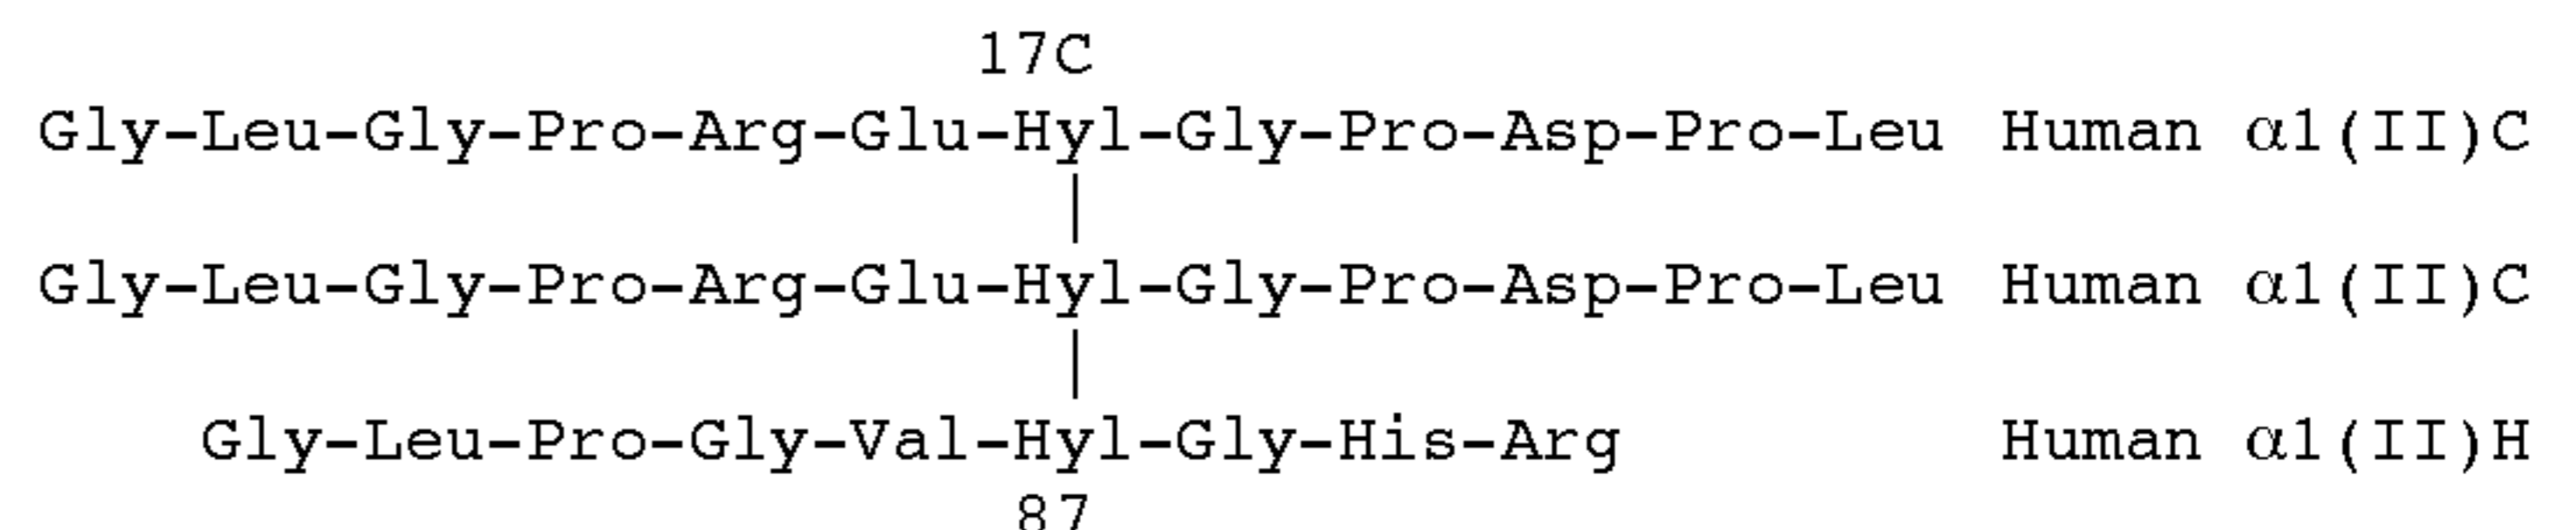 17C
Gly-Leu-Gly-Pro-Arg-Glu-Hyl-Gly-Pro-Asp-Pro-Leu Human α1(II)C
Gly-Leu-Gly-Pro-Arg-Glu-Hyl-Gly-Pro-Asp-Pro-Leu Human α1(II)C
Gly-Leu-Pro-Gly-Val-Hyl-Gly-His-Arg Human α1(II)H
87